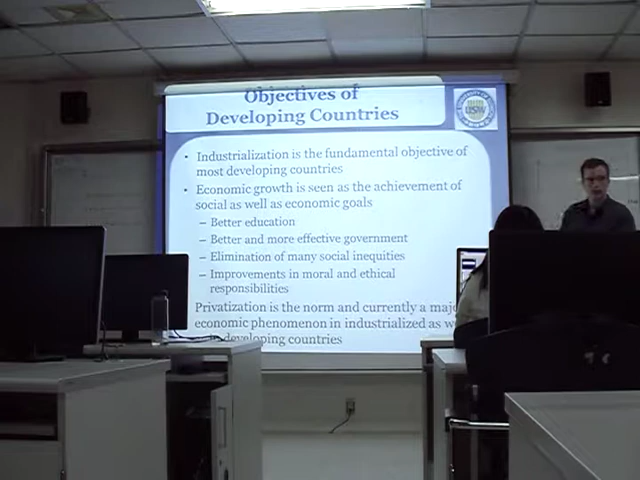 Objectives of
Developing Countries
• Industrialization is the fundamental objective of
most developing countries
• Economic growth is seen as the achievement of
social as well as economic goals
– Better education
– Better and more effective government
– Elimination of many social inequities
– Improvements in moral and ethical
responsibilities
Privatization is the norm and currently a
economic phenomenon in industrialized as
developing countries